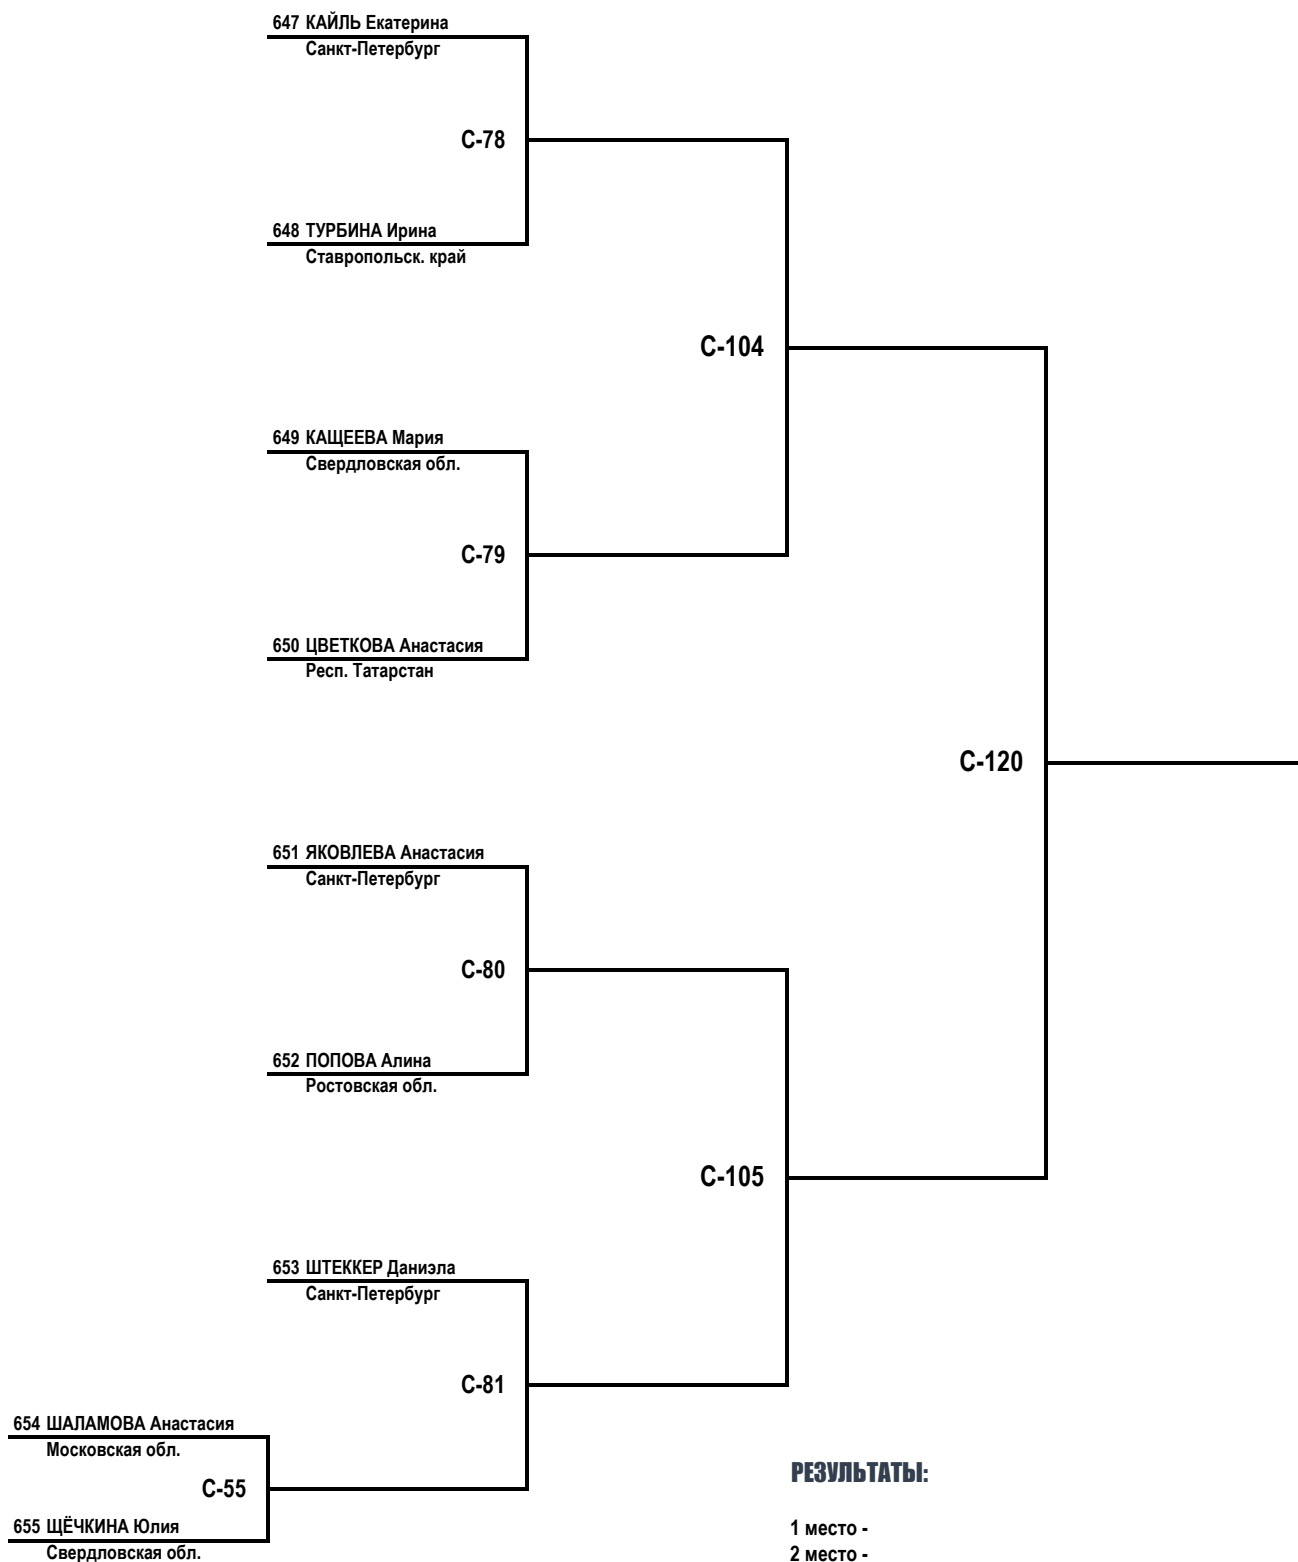 647 КАЙЛЬ Екатерина
Санкт-Петербург
С-78
648 ТУРБИНА Ирина
Ставропольск. край
С-104
649 КАЩЕЕВА Мария
Свердловская обл.
С-79
650 ЦВЕТКОВА Анастасия
Респ. Татарстан
С-120
651 ЯКОВЛЕВА Анастасия
Санкт-Петербург
С-80
652 ПОПОВА Алина
Ростовская обл.
С-105
653 ШТЕККЕР Даниэла
Санкт-Петербург
С-81
654 ШАЛАМОВА Анастасия
Московская обл.
С-55
655 ЩЁЧКИНА Юлия
Свердловская обл.
РЕЗУЛЬТАТЫ:
1 место -
2 место -